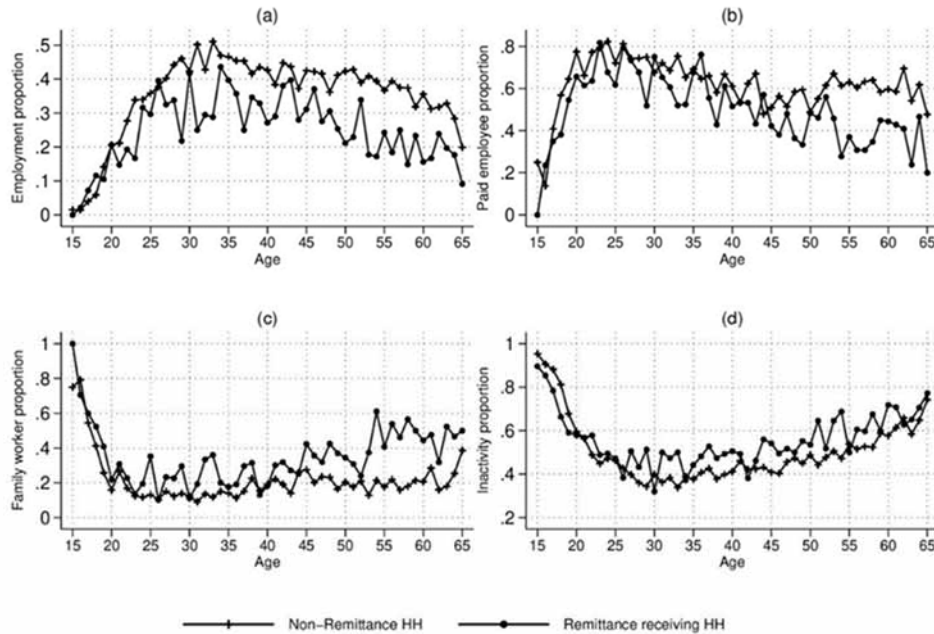 (a)
Employment proportion
.5
.4
.3
.2
.1
0
15 20 25 30 35 40 45 50 55 60 65
Age
(b)
Paid employee proportion
.8
.6
.4
.2
0
15 20 25 30 35 40 45 50 55 60 65
Age
(c)
Family worker proportion
1
.8
.6
.4
.2
0
15 20 25 30 35 40 45 50 55 60 65
Age
(d)
Inactivity proportion
1
.8
.6
.4
.2
15 20 25 30 35 40 45 50 55 60 65
Age
Non-Remittance HH Remittance receiving HH